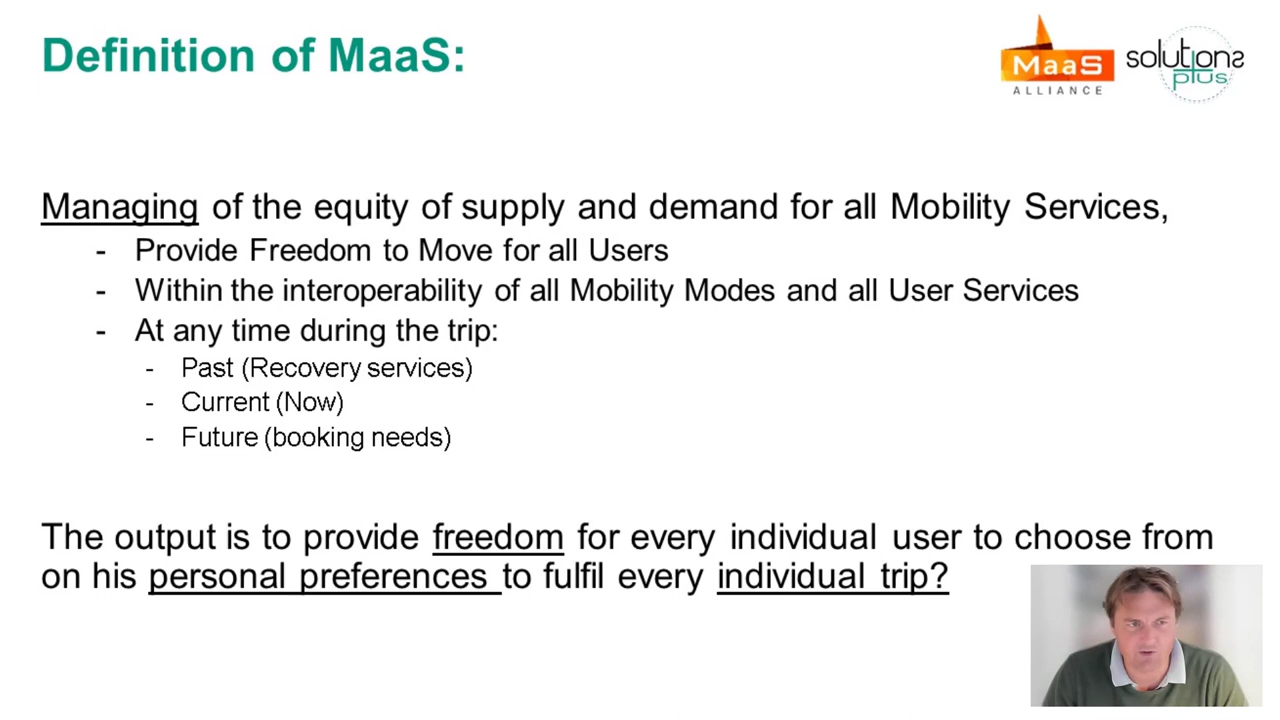 Definition of MaaS:
MaaS
ALLIANCE
solutions
plus
Managing of the equity of supply and demand for all Mobility Services,
- Provide Freedom to Move for all Users
- Within the interoperability of all Mobility Modes and all User Services
- At any time during the trip:
- Past (Recovery services)
- Current (Now)
- Future (booking needs)
The output is to provide freedom for every individual user to choose from
on his personal preferences to fulfil every individual trip?